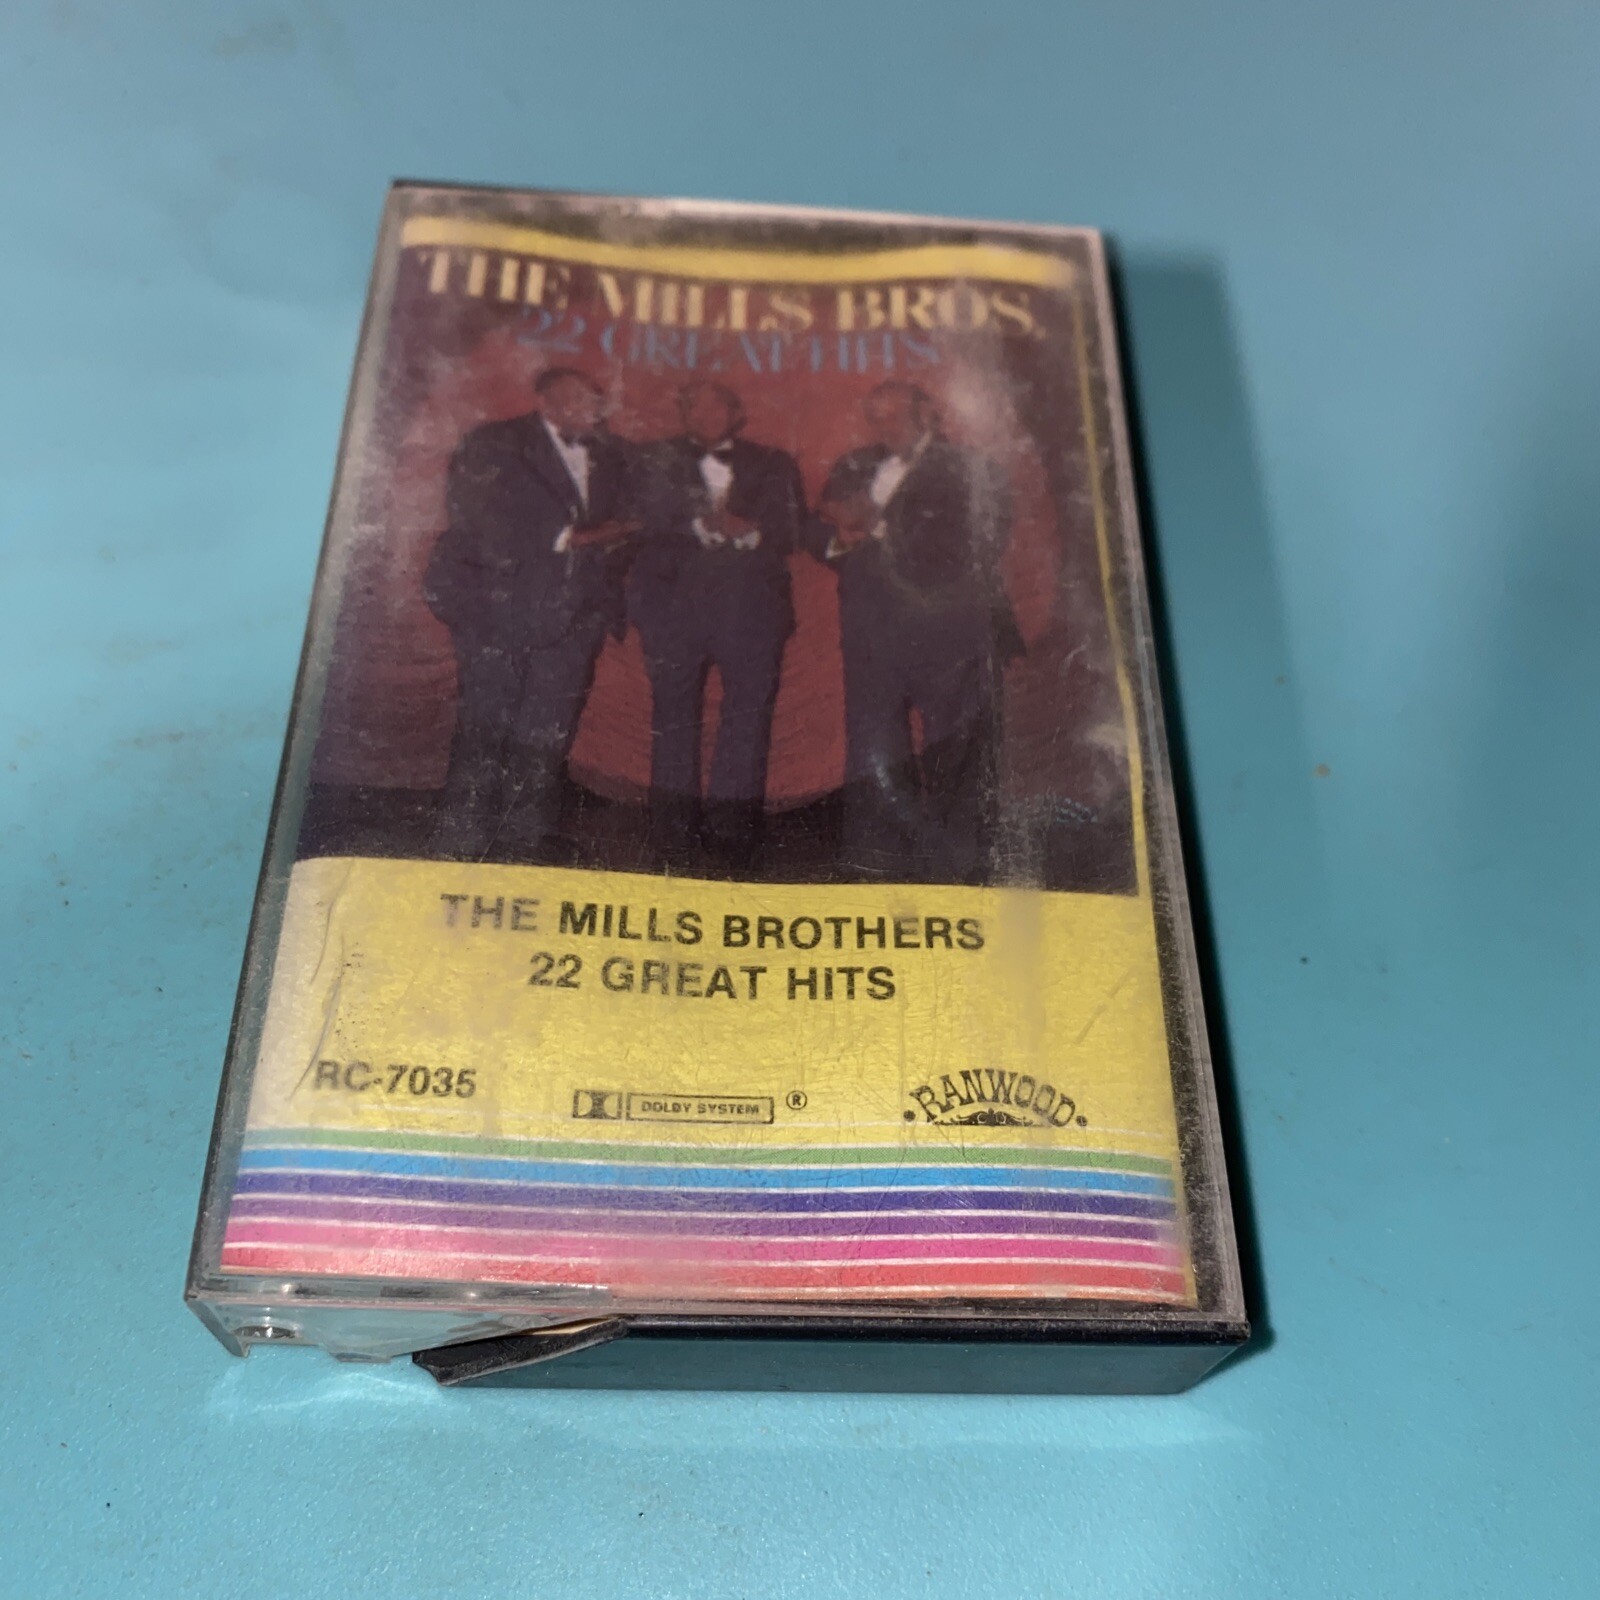 THE MILLS BROS.
22 GREAT HITS
THE MILLS BROTHERS
22 GREAT HITS
RC-7035
DOLBY SYSTEM ®
RANWOOD